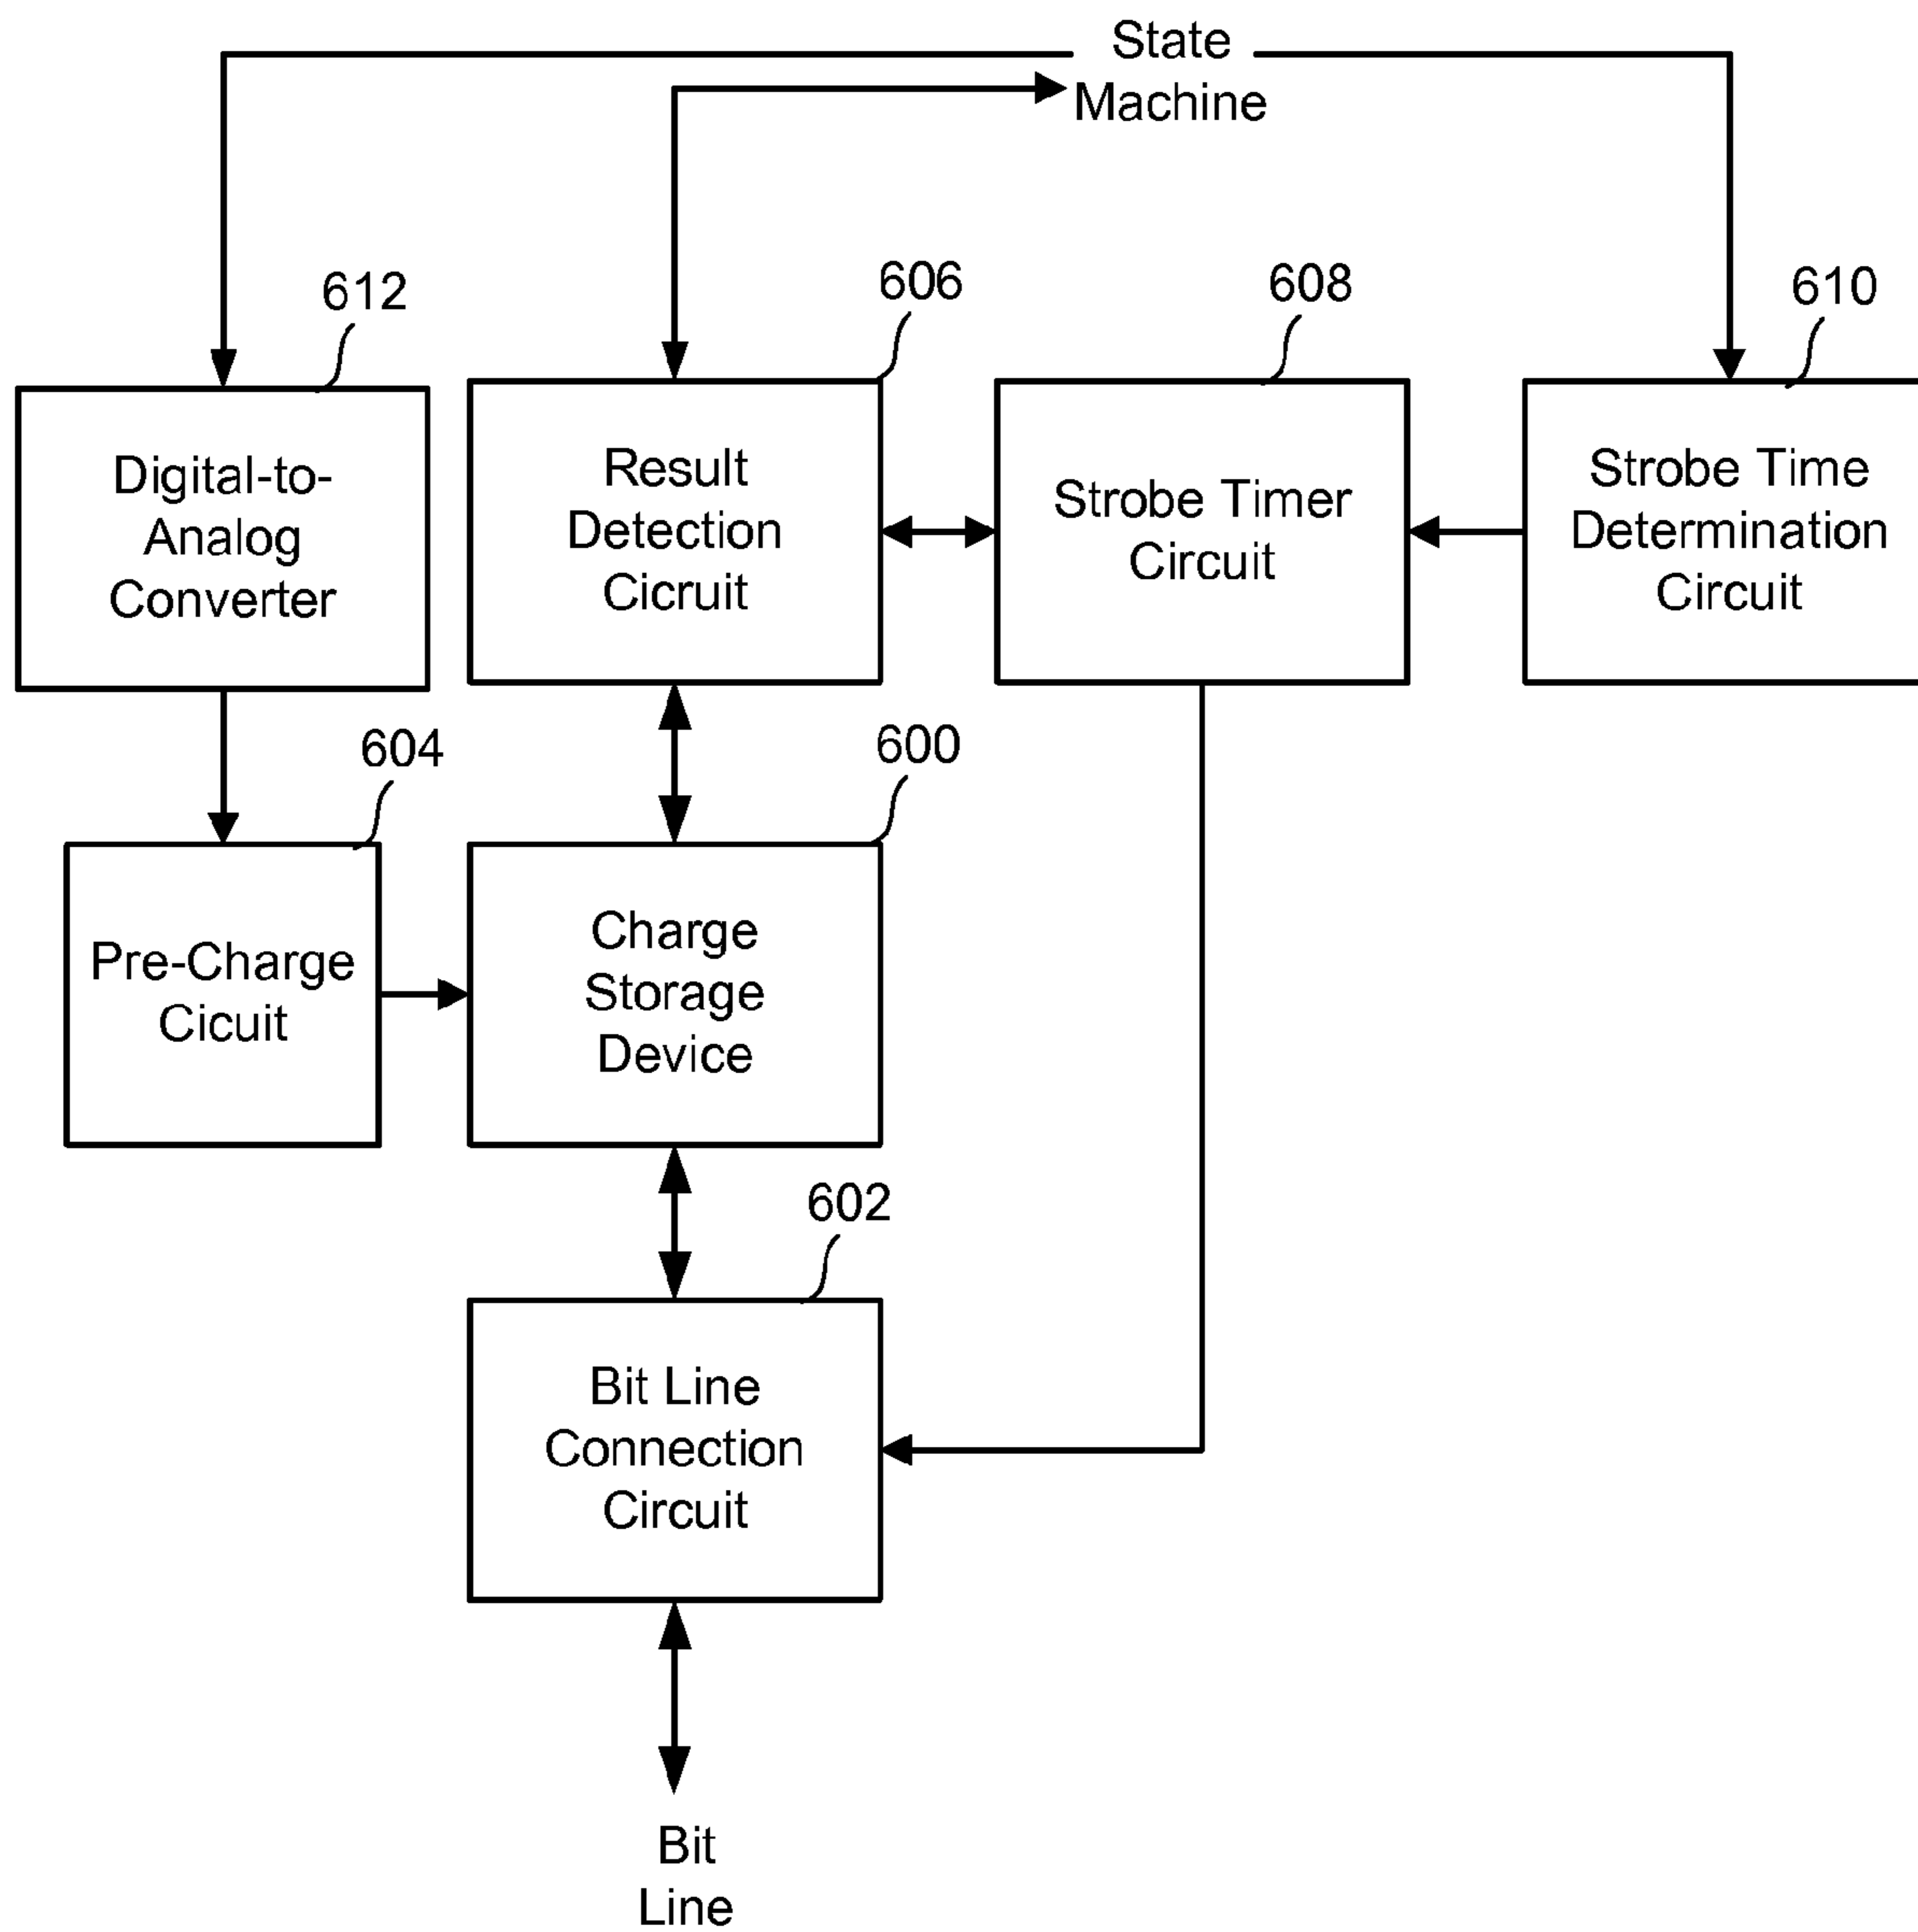 State
Machine
612
606
608
610
Digital-to-
Analog
Converter
Result
Detection
Cicruit
Strobe Timer
Circuit
Strobe Time
Determination
Circuit
604
600
Pre-Charge
Cicuit
Charge
Storage
Device
602
Bit Line
Connection
Circuit
Bit
Line